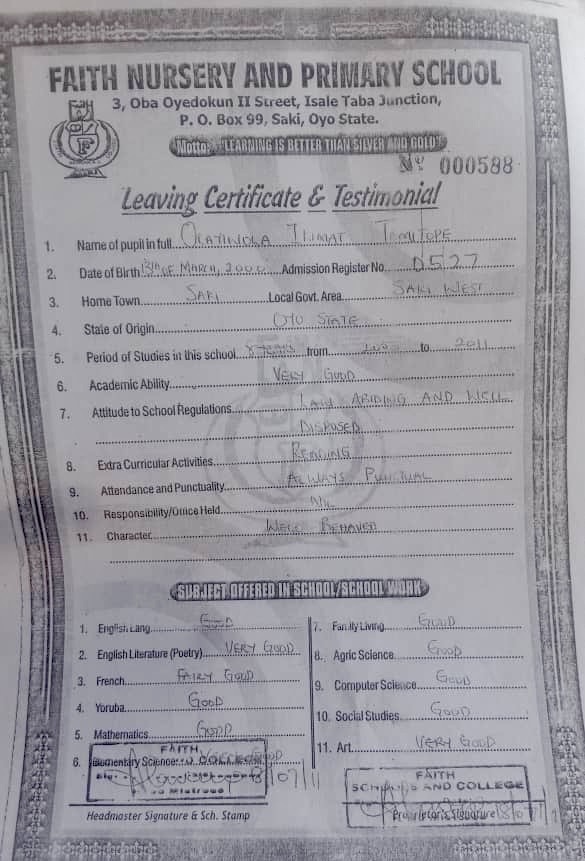 FAITH NURSERY AND PRIMARY SCHOOL
3, Oba Oyedokun II Street, Isale Taba Junction,
P. O. Box 99, Saki, Oyo State.
Motto: "LEARNING IS BETTER THAN SILVER AND GOLD"
Nº 000588
Leaving Certificate & Testimonial
1. Name of pupil in full OLAYINOLA JIMAT TEMITOPE
2. Date of Birth OF MARCH, 2000 Admission Register No. 0527
3. Home Town SAKI Local Govt. Area SAKI WEST
4. State of Origin OYO STATE
5. Period of Studies in this school 8 YEARS from to 2011
6. Academic Ability VERY GOOD
7. Attitude to School Regulations LAW ABIDING AND WELL
DISPOSED
8. Extra Curricular Activities READING
9. Attendance and Punctuality ALWAYS PUNCTUAL
10. Responsibility/Office Held NIL
11. Character WELL BEHAVED
SUBJECT OFFERED IN SCHOOL/SCHOOL WORK
1. English Lang. GOOD
2. English Literature (Poetry) VERY GOOD
3. French FAIRY GOOD
4. Yoruba GOOD
5. Mathematics GOOD
6. Elementary Science GOOD
7. Family Living GOOD
8. Agric Science GOOD
9. Computer Science GOOD
10. Social Studies GOOD
11. Art VERY GOOD
FAITH
Headmaster Signature & Sch. Stamp
FAITH
SCHOOLS AND COLLEGE
Proprietor's Signature